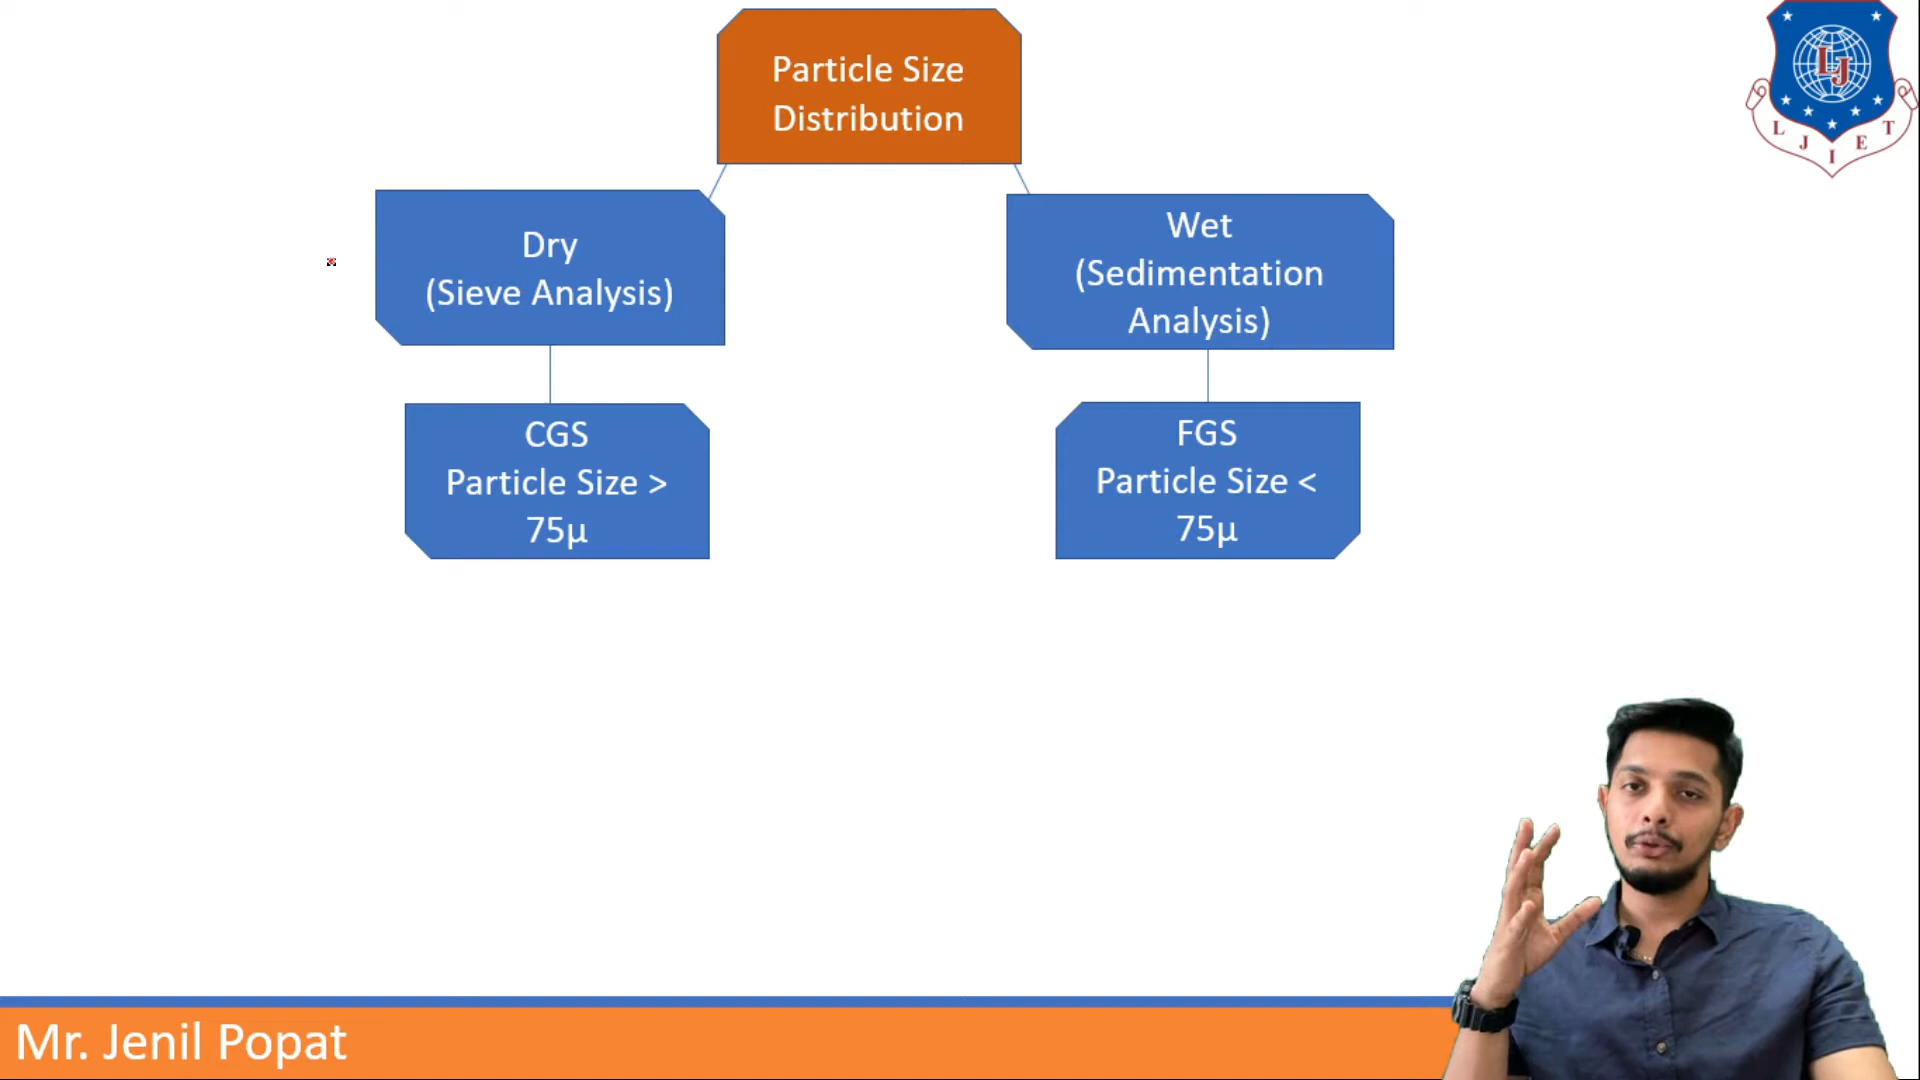 Particle Size
Distribution
Dry
(Sieve Analysis)
Wet
(Sedimentation
Analysis)
CGS
Particle Size >
75μ
FGS
Particle Size <
75μ
LJ
L J I E T
Mr. Jenil Popat